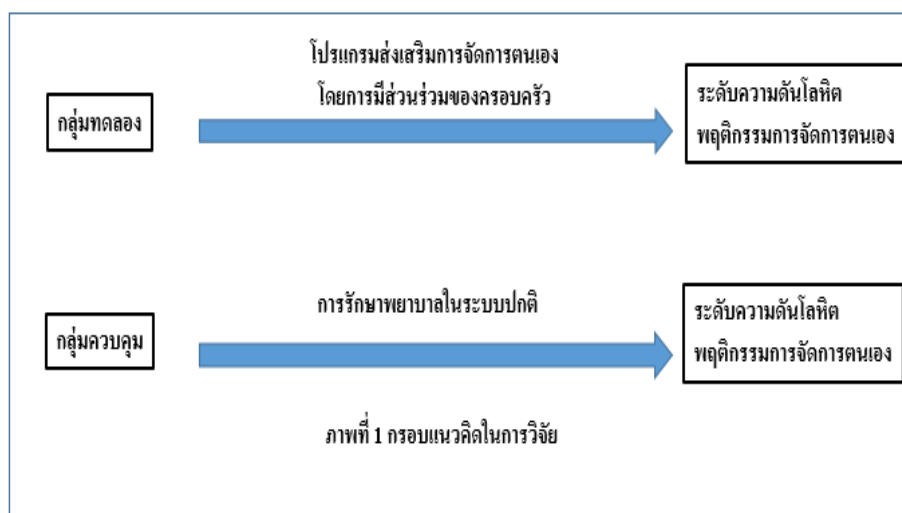 โปรแกรมส่งเสริมการจัดการตนเอง
โดยการมีส่วนร่วมของครอบครัว
กลุ่มทดลอง
ระดับความดันโลหิต
พฤติกรรมการจัดการตนเอง
การรักษาพยาบาลในระบบปกติ
กลุ่มควบคุม
ระดับความดันโลหิต
พฤติกรรมการจัดการตนเอง
ภาพที่ 1 กรอบแนวคิดในการวิจัย